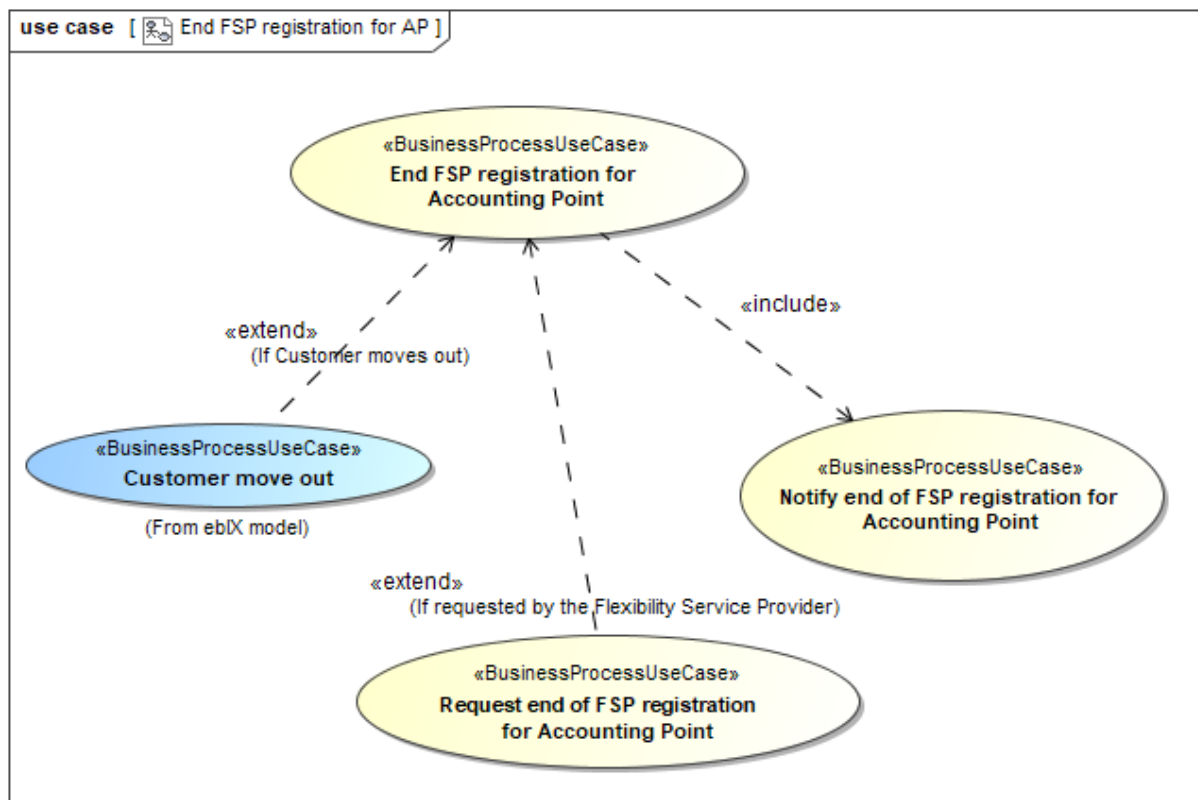 use case [ End FSP registration for AP ]
«BusinessProcessUseCase»
End FSP registration for
Accounting Point
«include»
«extend»
(If Customer moves out)
«BusinessProcessUseCase»
Customer move out
(From ebIX model)
«BusinessProcessUseCase»
Notify end of FSP registration for
Accounting Point
«extend»
(If requested by the Flexibility Service Provider)
«BusinessProcessUseCase»
Request end of FSP registration
for Accounting Point